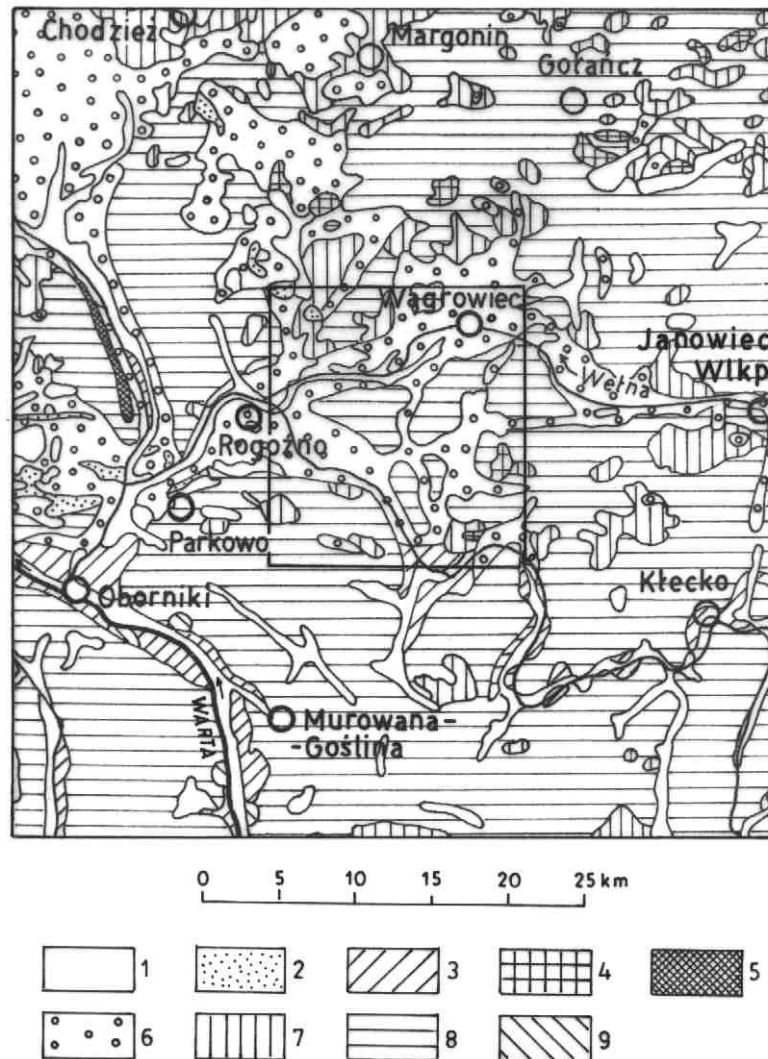 Chodzież
Margonin
Gołańcz
Wągrowiec
Janowiec
Wlkp
Wełna
Rogoźno
Parkowo
Oborniki
Kłecko
WARTA
Murowana-
-Goślina
0 5 10 15 20 25 km
1 2 3 4 5
6 7 8 9